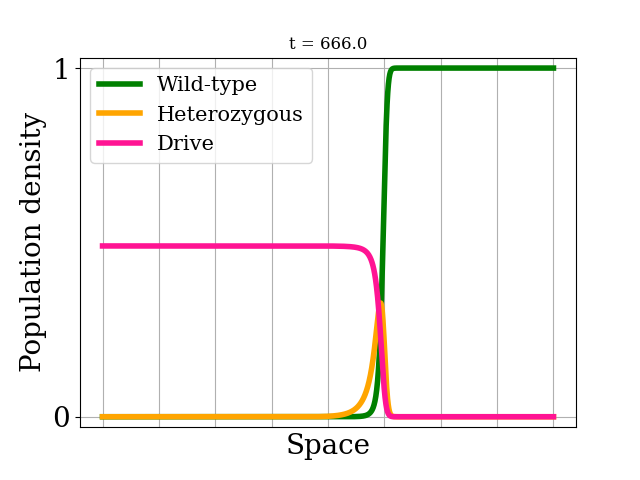 t = 666.0
1
Wild-type
Heterozygous
Drive
Population density
0
Space